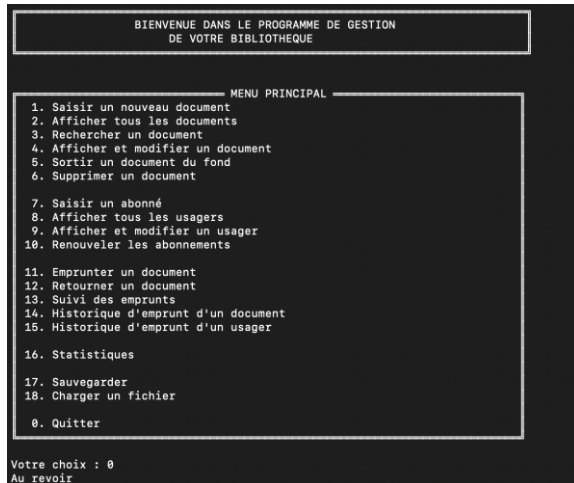 BIENVENUE DANS LE PROGRAMME DE GESTION
DE VOTRE BIBLIOTHEQUE
MENU PRINCIPAL
1. Saisir un nouveau document
2. Afficher tous les documents
3. Rechercher un document
4. Afficher et modifier un document
5. Sortir un document du fond
6. Supprimer un document
7. Saisir un abonné
8. Afficher tous les usagers
9. Afficher et modifier un usager
10. Renouveler les abonnements
11. Emprunter un document
12. Retourner un document
13. Suivi des emprunts
14. Historique d'emprunt d'un document
15. Historique d'emprunt d'un usager
16. Statistiques
17. Sauvegarder
18. Charger un fichier
0. Quitter
Votre choix : 0
Au revoir